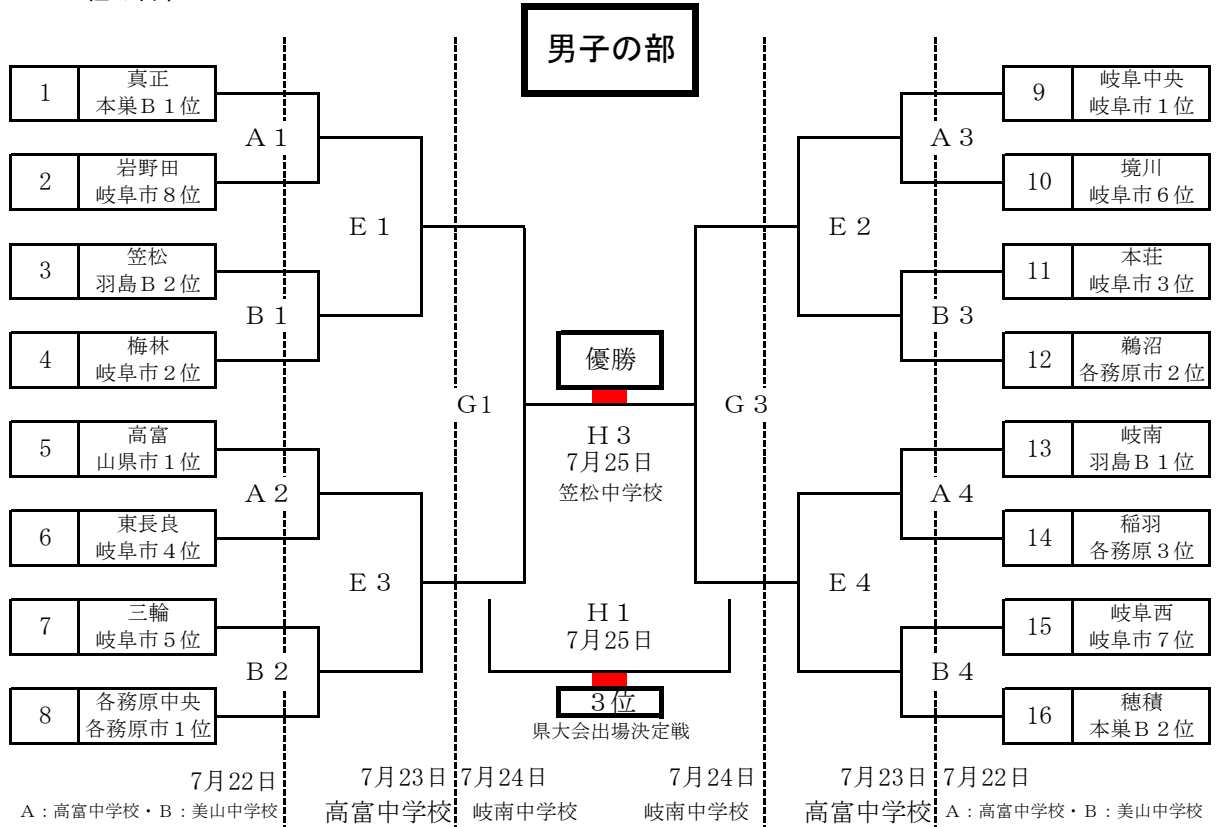 男子の部
1
真正
本巣Ｂ１位
2
岩野田
岐阜市８位
3
笠松
羽島Ｂ２位
4
梅林
岐阜市２位
5
高富
山県市１位
6
東長良
岐阜市４位
7
三輪
岐阜市５位
8
各務原中央
各務原市１位
Ａ１
Ｂ１
Ａ２
Ｂ２
Ｅ１
Ｅ３
Ｇ1
優勝
Ｈ３
7月25日
笠松中学校
Ｈ１
7月25日
３位
県大会出場決定戦
Ｇ３
Ｅ２
Ｅ４
Ａ３
Ｂ３
Ａ４
Ｂ４
9
岐阜中央
岐阜市１位
10
境川
岐阜市６位
11
本荘
岐阜市３位
12
鵜沼
各務原市２位
13
岐南
羽島Ｂ１位
14
稲羽
各務原３位
15
岐阜西
岐阜市７位
16
穂積
本巣Ｂ２位
7月22日
7月23日
7月24日
7月24日
7月23日
7月22日
Ａ：高富中学校・Ｂ：美山中学校
高富中学校
岐南中学校
岐南中学校
高富中学校
Ａ：高富中学校・Ｂ：美山中学校